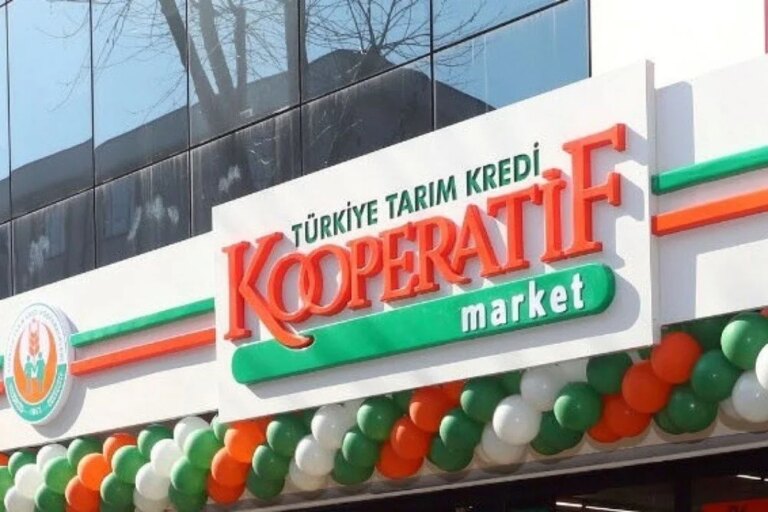 TÜRKİYE TARIM KREDİ
KOOPERATİF
market